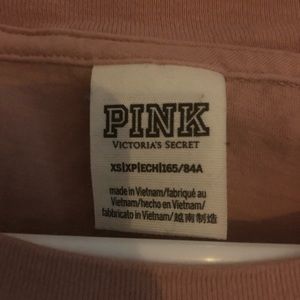 PINK
VICTORIA'S SECRET
XS|XP|ECH|165/84A
made in Vietnam/fabriqué au
Vietnam/hecho en Vietnam/
fabbricato in Vietnam/越南制造